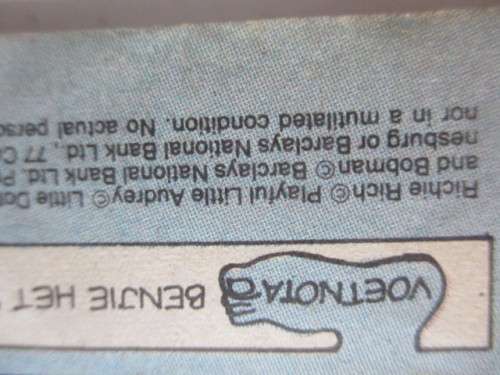 VOETNOTA BENJIE HET
Richie Rich © Playful Little Audrey © Little
and Bobman © Barclays National Bank Ltd.
nesburg or Barclays National Bank Ltd., 77
nor in a mutilated condition. No actual perso